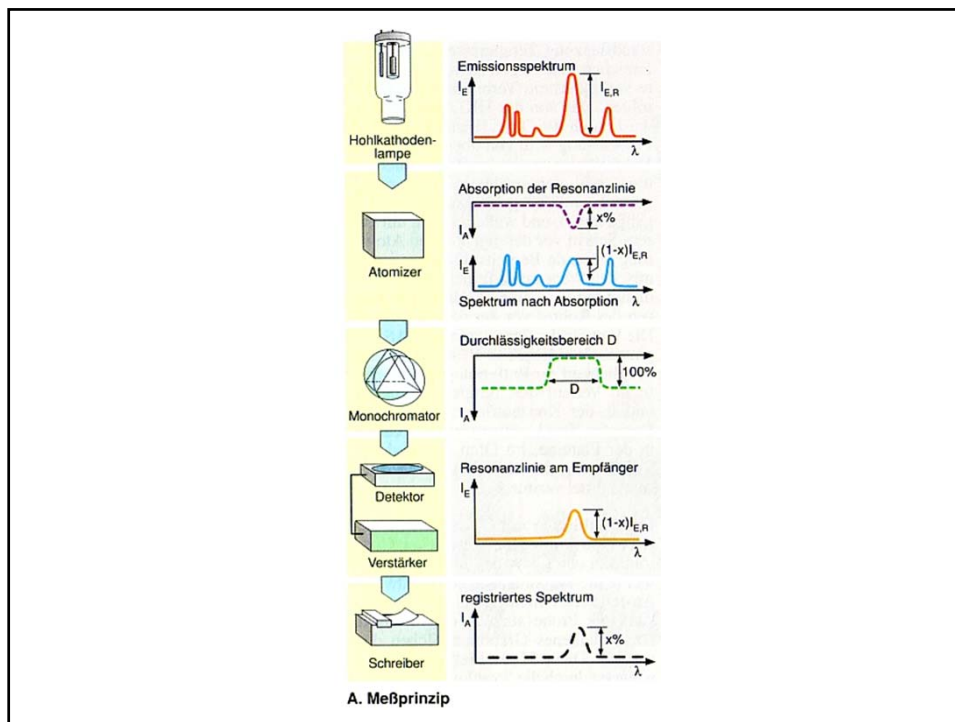 Emissionsspektrum
I_E
I_E,R
λ
Hohlkathoden-
lampe
Absorption der Resonanzlinie
I_A
x%
Atomizer
I_E
(1-x)I_E,R
λ
Spektrum nach Absorption
Durchlässigkeitsbereich D
100%
D
I_A
Monochromator
Resonanzlinie am Empfänger
I_E
(1-x)I_E,R
λ
Detektor
Verstärker
registriertes Spektrum
I_A
x%
λ
Schreiber
A. Meßprinzip